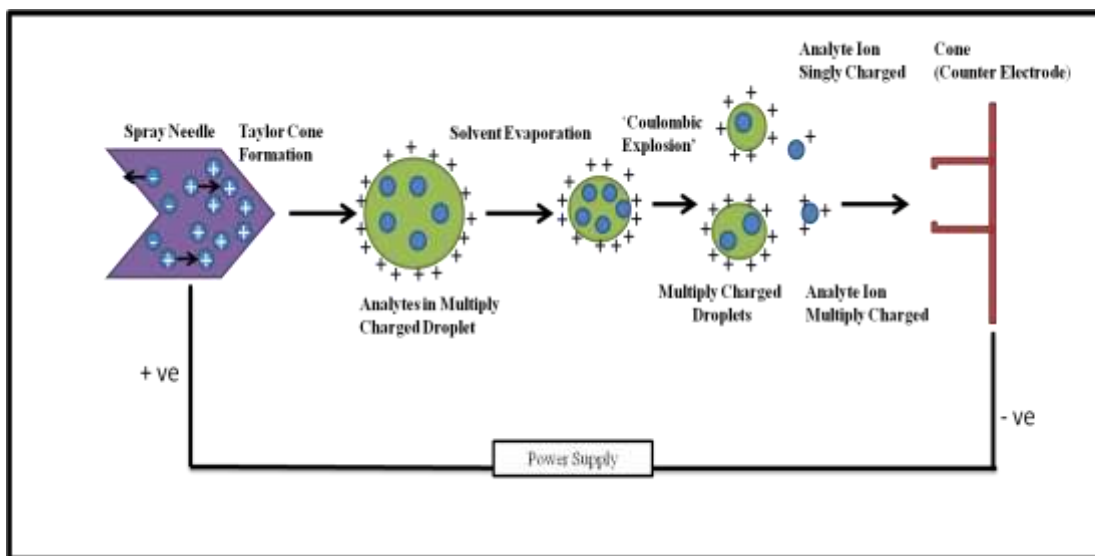 Analyte Ion
Singly Charged
Cone
(Counter Electrode)
Spray Needle
Taylor Cone
Formation
Solvent Evaporation
‘Coulombic
Explosion’
Analytes in Multiply
Charged Droplet
Multiply Charged
Droplets
Analyte Ion
Multiply Charged
+ ve
- ve
Power Supply